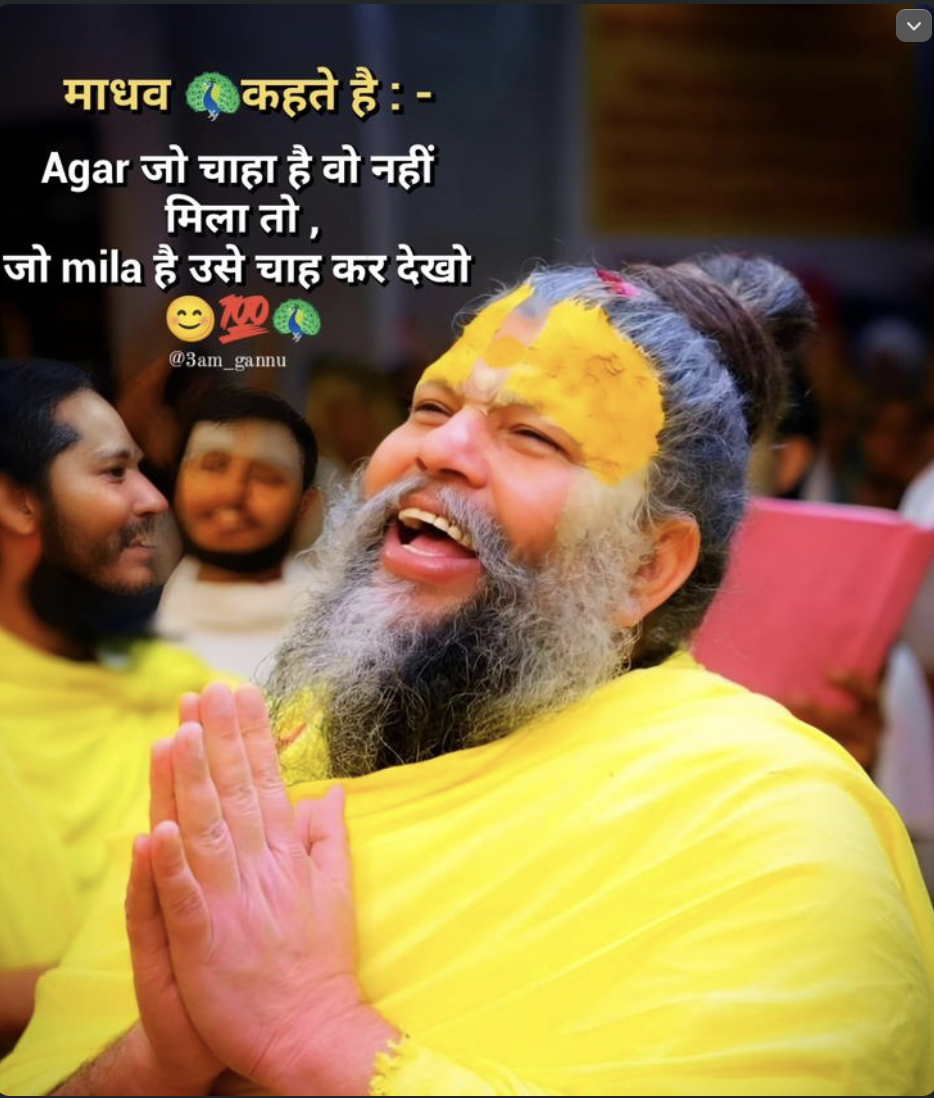 माधव 🦚कहते है : -
Agar जो चाहा है वो नहीं
मिला तो ,
जो mila है उसे चाह कर देखो
😊💯🦚
@3am_gannu